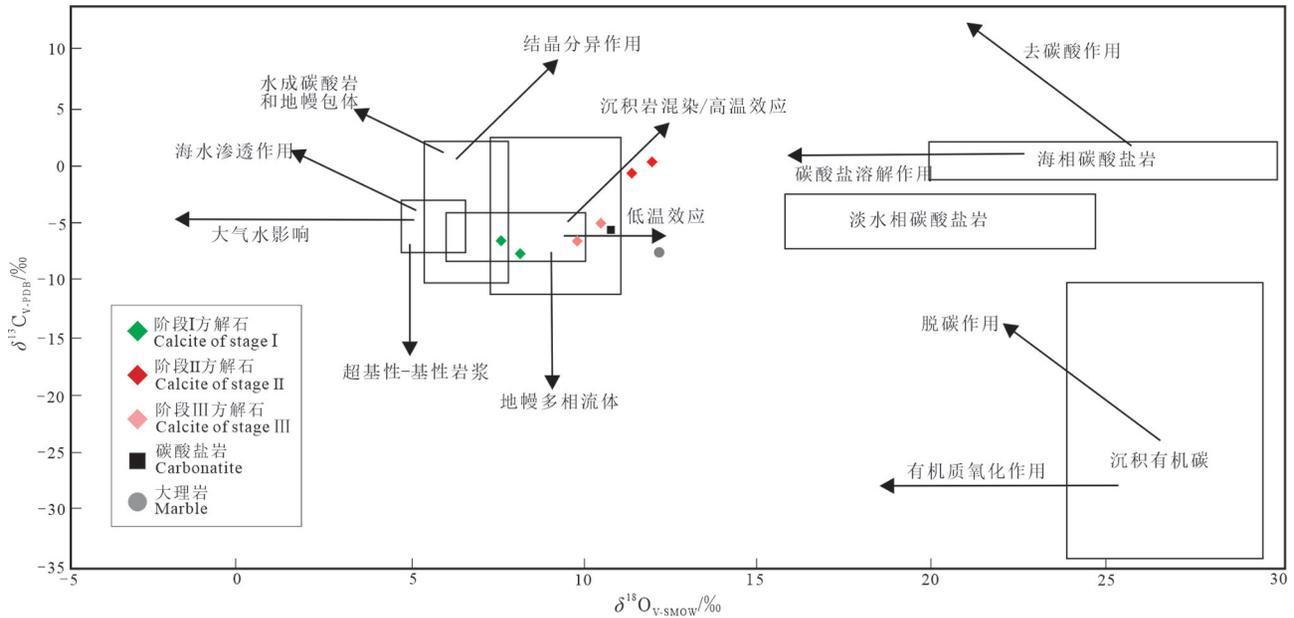 结晶分异作用
去碳酸作用
水成碳酸岩
和地幔包体
沉积岩混染/高温效应
海水渗透作用
海相碳酸盐岩
碳酸盐溶解作用
低温效应
淡水相碳酸盐岩
大气水影响
脱碳作用
超基性-基性岩浆
地幔多相流体
沉积有机碳
有机质氧化作用
阶段I方解石
Calcite of stage I
阶段II方解石
Calcite of stage II
阶段III方解石
Calcite of stage III
碳酸盐岩
Carbonatite
大理岩
Marble
10
5
0
−5
−10
−15
−20
−25
−30
−35
δ¹³C V-PDB/‰
−5
0
5
10
15
20
25
30
δ¹⁸O V-SMOW/‰